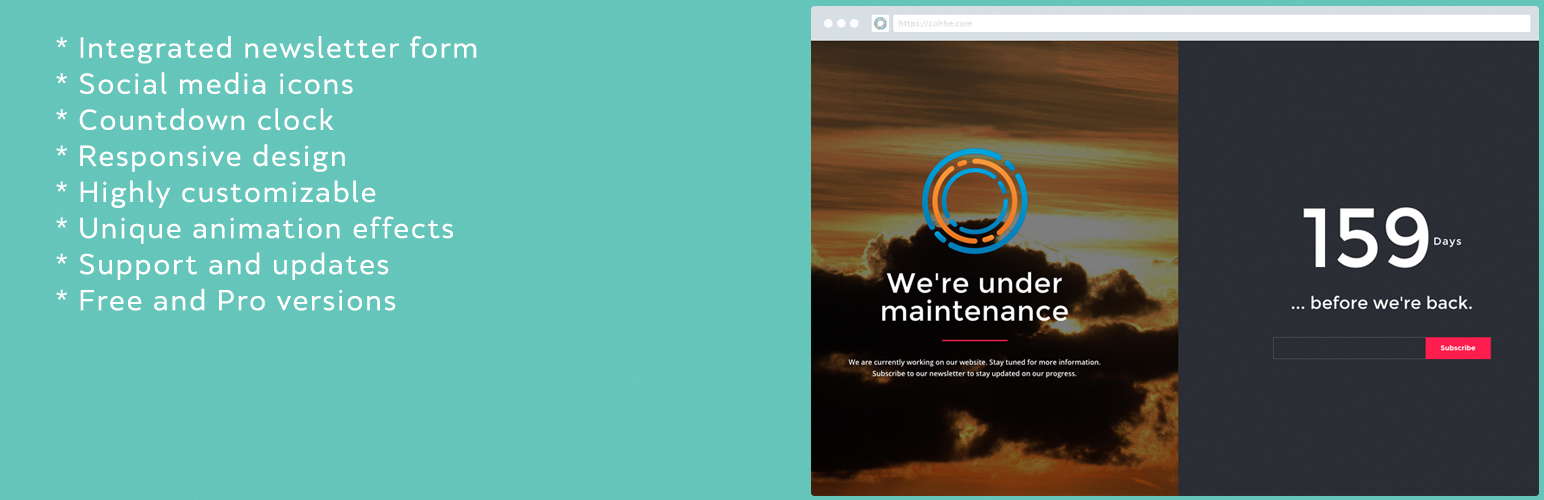 * Integrated newsletter form
* Social media icons
* Countdown clock
* Responsive design
* Highly customizable
* Unique animation effects
* Support and updates
* Free and Pro versions
https://cohhe.com
We're under
maintenance
We are currently working on our website. Stay tuned for more information.
Subscribe to our newsletter to stay updated on our progress.
159 Days
... before we're back.
Subscribe